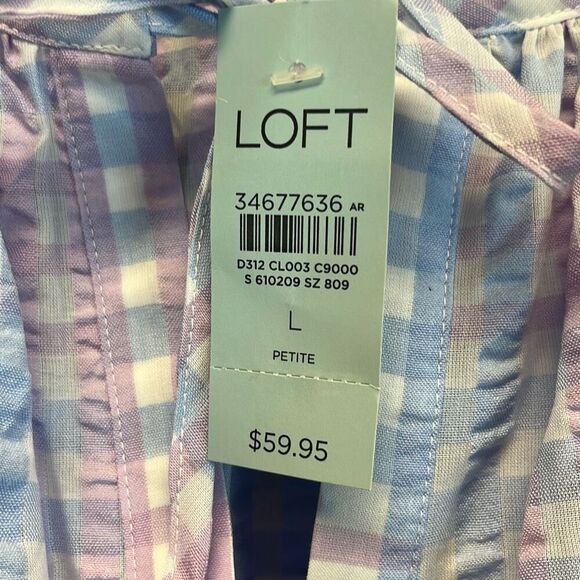 LOFT
34677636 AR
D312 CL003 C9000
S 610209 SZ 809
L
PETITE
$59.95